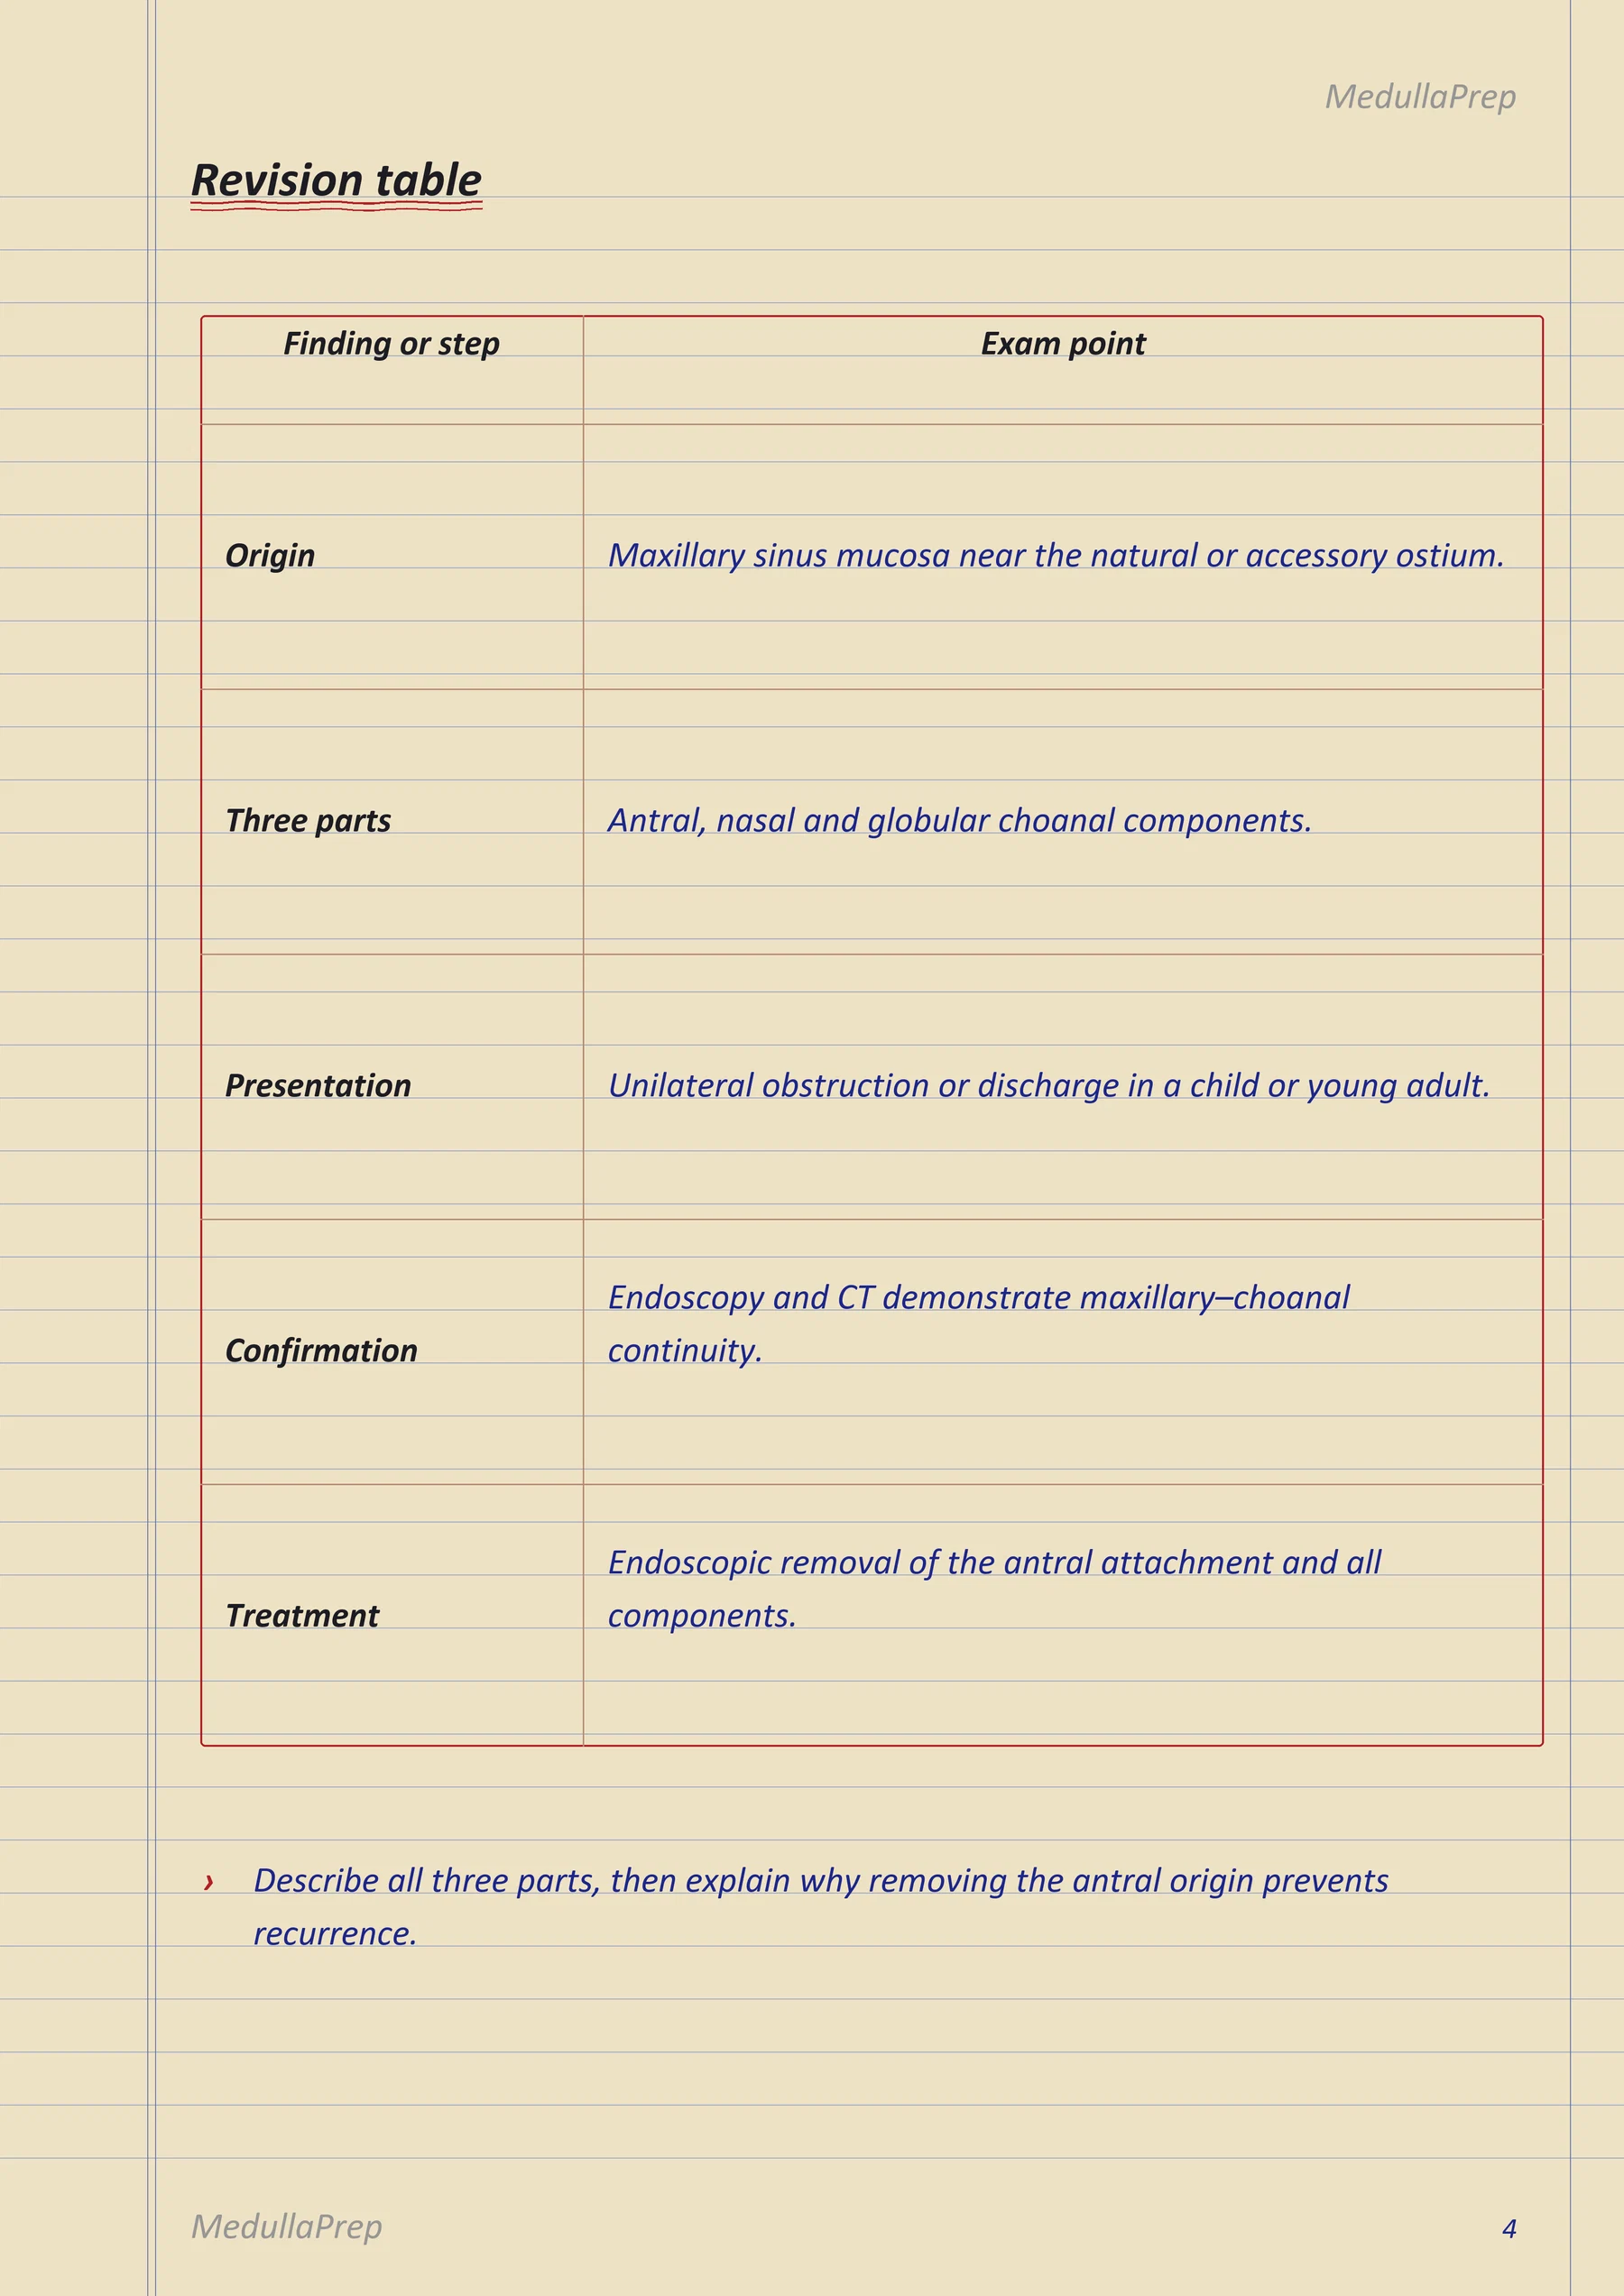 MedullaPrep
Revision table
Finding or step
Exam point
Origin
Maxillary sinus mucosa near the natural or accessory ostium.
Three parts
Antral, nasal and globular choanal components.
Presentation
Unilateral obstruction or discharge in a child or young adult.
Confirmation
Endoscopy and CT demonstrate maxillary–choanal
continuity.
Treatment
Endoscopic removal of the antral attachment and all
components.
› Describe all three parts, then explain why removing the antral origin prevents
recurrence.
MedullaPrep
4